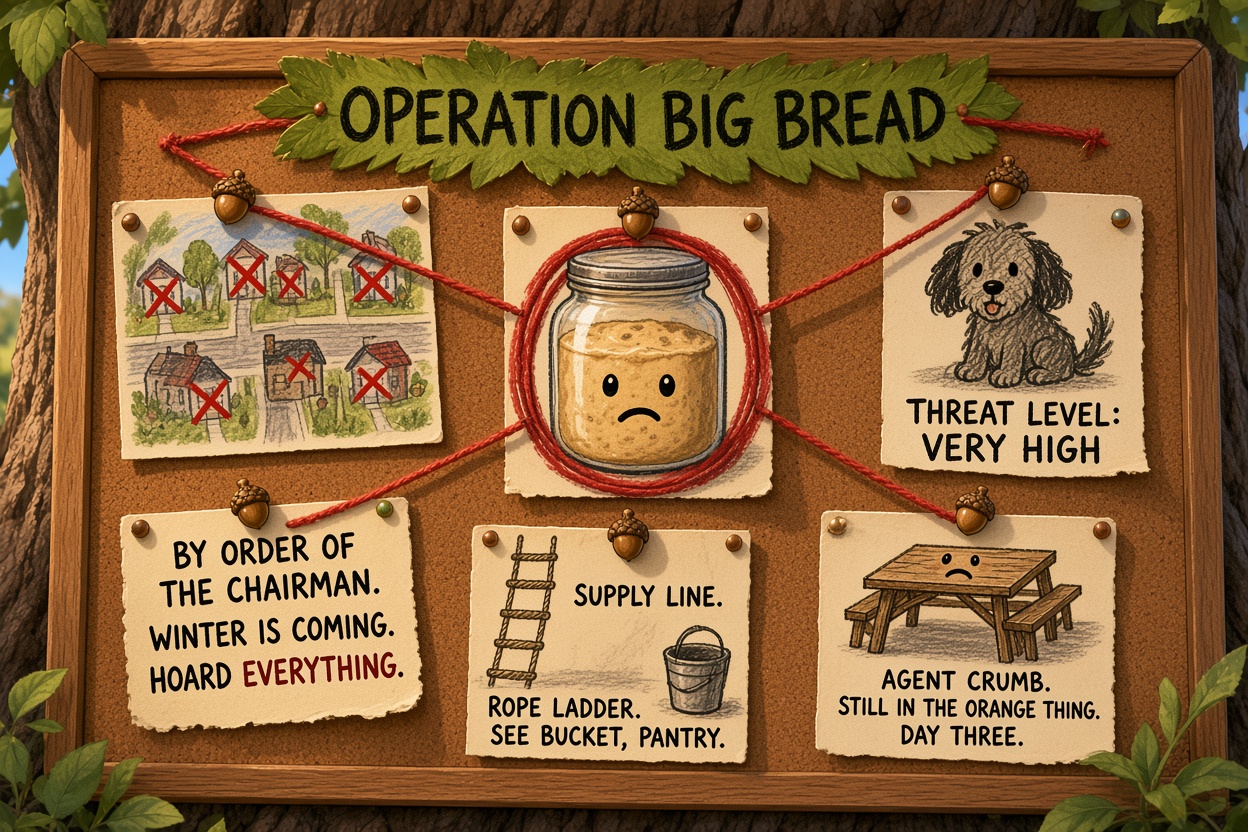 OPERATION BIG BREAD
THREAT LEVEL:
VERY HIGH
BY ORDER OF
THE CHAIRMAN.
WINTER IS COMING.
HOARD EVERYTHING.
SUPPLY LINE.
ROPE LADDER.
SEE BUCKET, PANTRY.
AGENT CRUMB.
STILL IN THE ORANGE THING.
DAY THREE.